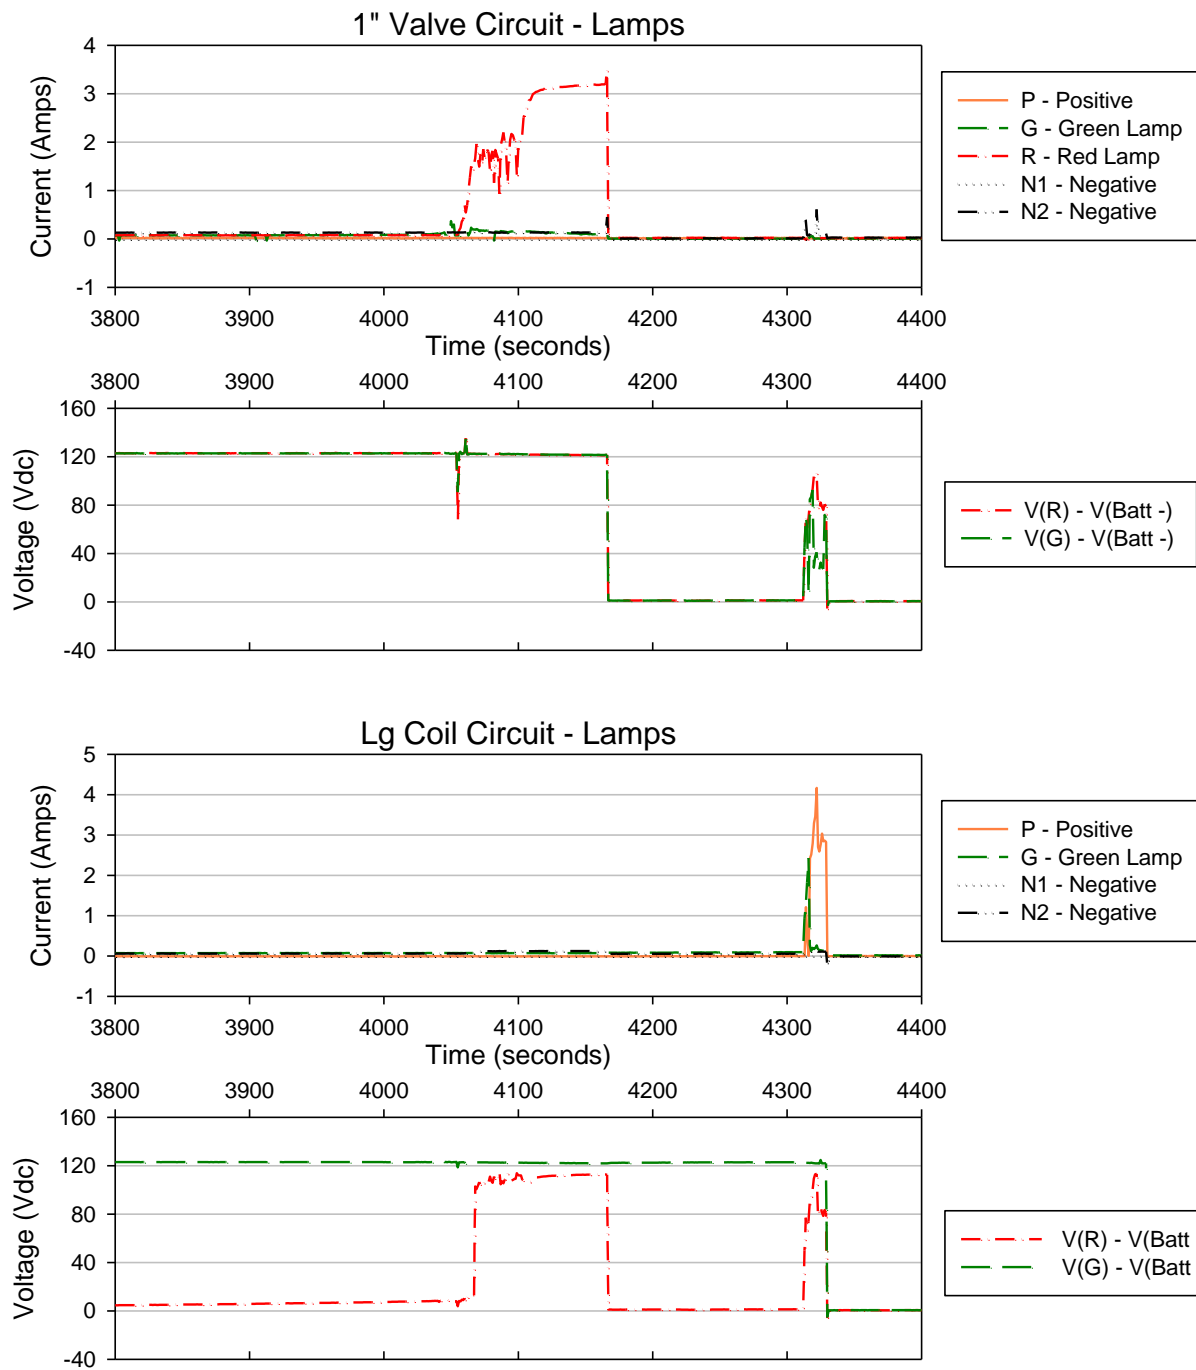 1" Valve Circuit - Lamps
4
3
2
1
0
-1
Current (Amps)
3800 3900 4000 4100 4200 4300 4400
Time (seconds)
P - Positive
G - Green Lamp
R - Red Lamp
N1 - Negative
N2 - Negative
3800 3900 4000 4100 4200 4300 4400
160
120
80
40
0
-40
Voltage (Vdc)
V(R) - V(Batt -)
V(G) - V(Batt -)
Lg Coil Circuit - Lamps
5
4
3
2
1
0
-1
Current (Amps)
3800 3900 4000 4100 4200 4300 4400
Time (seconds)
P - Positive
G - Green Lamp
N1 - Negative
N2 - Negative
3800 3900 4000 4100 4200 4300 4400
160
120
80
40
0
-40
Voltage (Vdc)
V(R) - V(Batt
V(G) - V(Batt